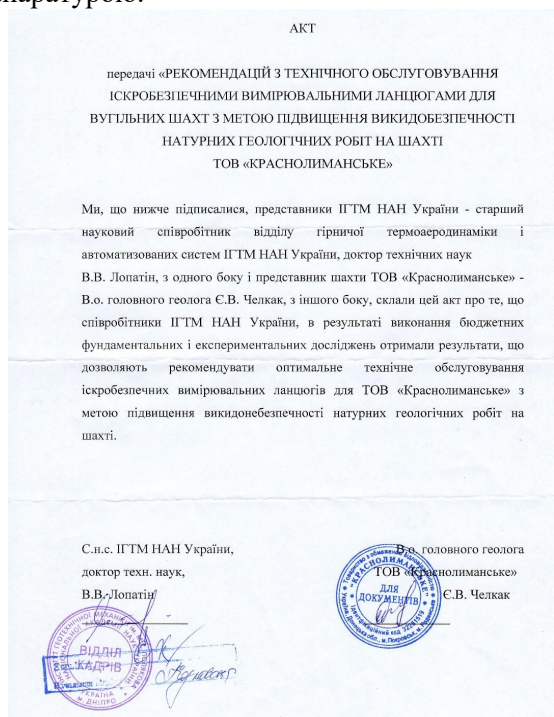 апаратурою.
АКТ
передачі «РЕКОМЕНДАЦІЙ З ТЕХНІЧНОГО ОБСЛУГОВУВАННЯ
ІСКРОБЕЗПЕЧНИМИ ВИМІРЮВАЛЬНИМИ ЛАНЦЮГАМИ ДЛЯ
ВУГІЛЬНИХ ШАХТ З МЕТОЮ ПІДВИЩЕННЯ ВИКИДОБЕЗПЕЧНОСТІ
НАТУРНИХ ГЕОЛОГІЧНИХ РОБІТ НА ШАХТІ
ТОВ «КРАСНОЛИМАНСЬКЕ»
Ми, що нижче підписалися, представники ІГТМ НАН України - старший
науковий співробітник відділу гірничої термоаеродинаміки і
автоматизованих систем ІГТМ НАН України, доктор технічних наук
В.В. Лопатін, з одного боку і представник шахти ТОВ «Краснолиманське» -
В.о. головного геолога Є.В. Челкак, з іншого боку, склали цей акт про те, що
співробітники ІГТМ НАН України, в результаті виконання бюджетних
фундаментальних і експериментальних досліджень отримали результати, що
дозволяють рекомендувати оптимальне технічне обслуговування
іскробезпечних вимірювальних ланцюгів для ТОВ «Краснолиманське» з
метою підвищення викидонебезпечності натурних геологічних робіт на
шахті.
С.н.с. ІГТМ НАН України,
доктор техн. наук,
В.В. Лопатін
В.о. головного геолога
ТОВ «Краснолиманське»
Є.В. Челкак
ВІДДІЛ
КАДРІВ
УКРАЇНА
М. ДНІПРО
«КРАСНОЛИМАНСЬКЕ»
ДЛЯ
ДОКУМЕНТІВ